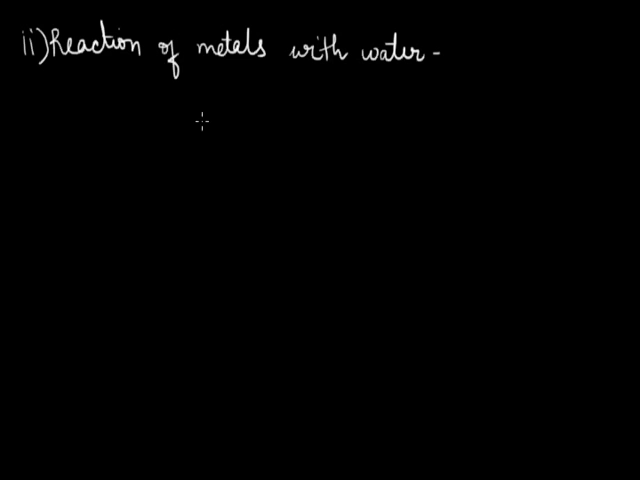 ii) Reaction of metals with water -